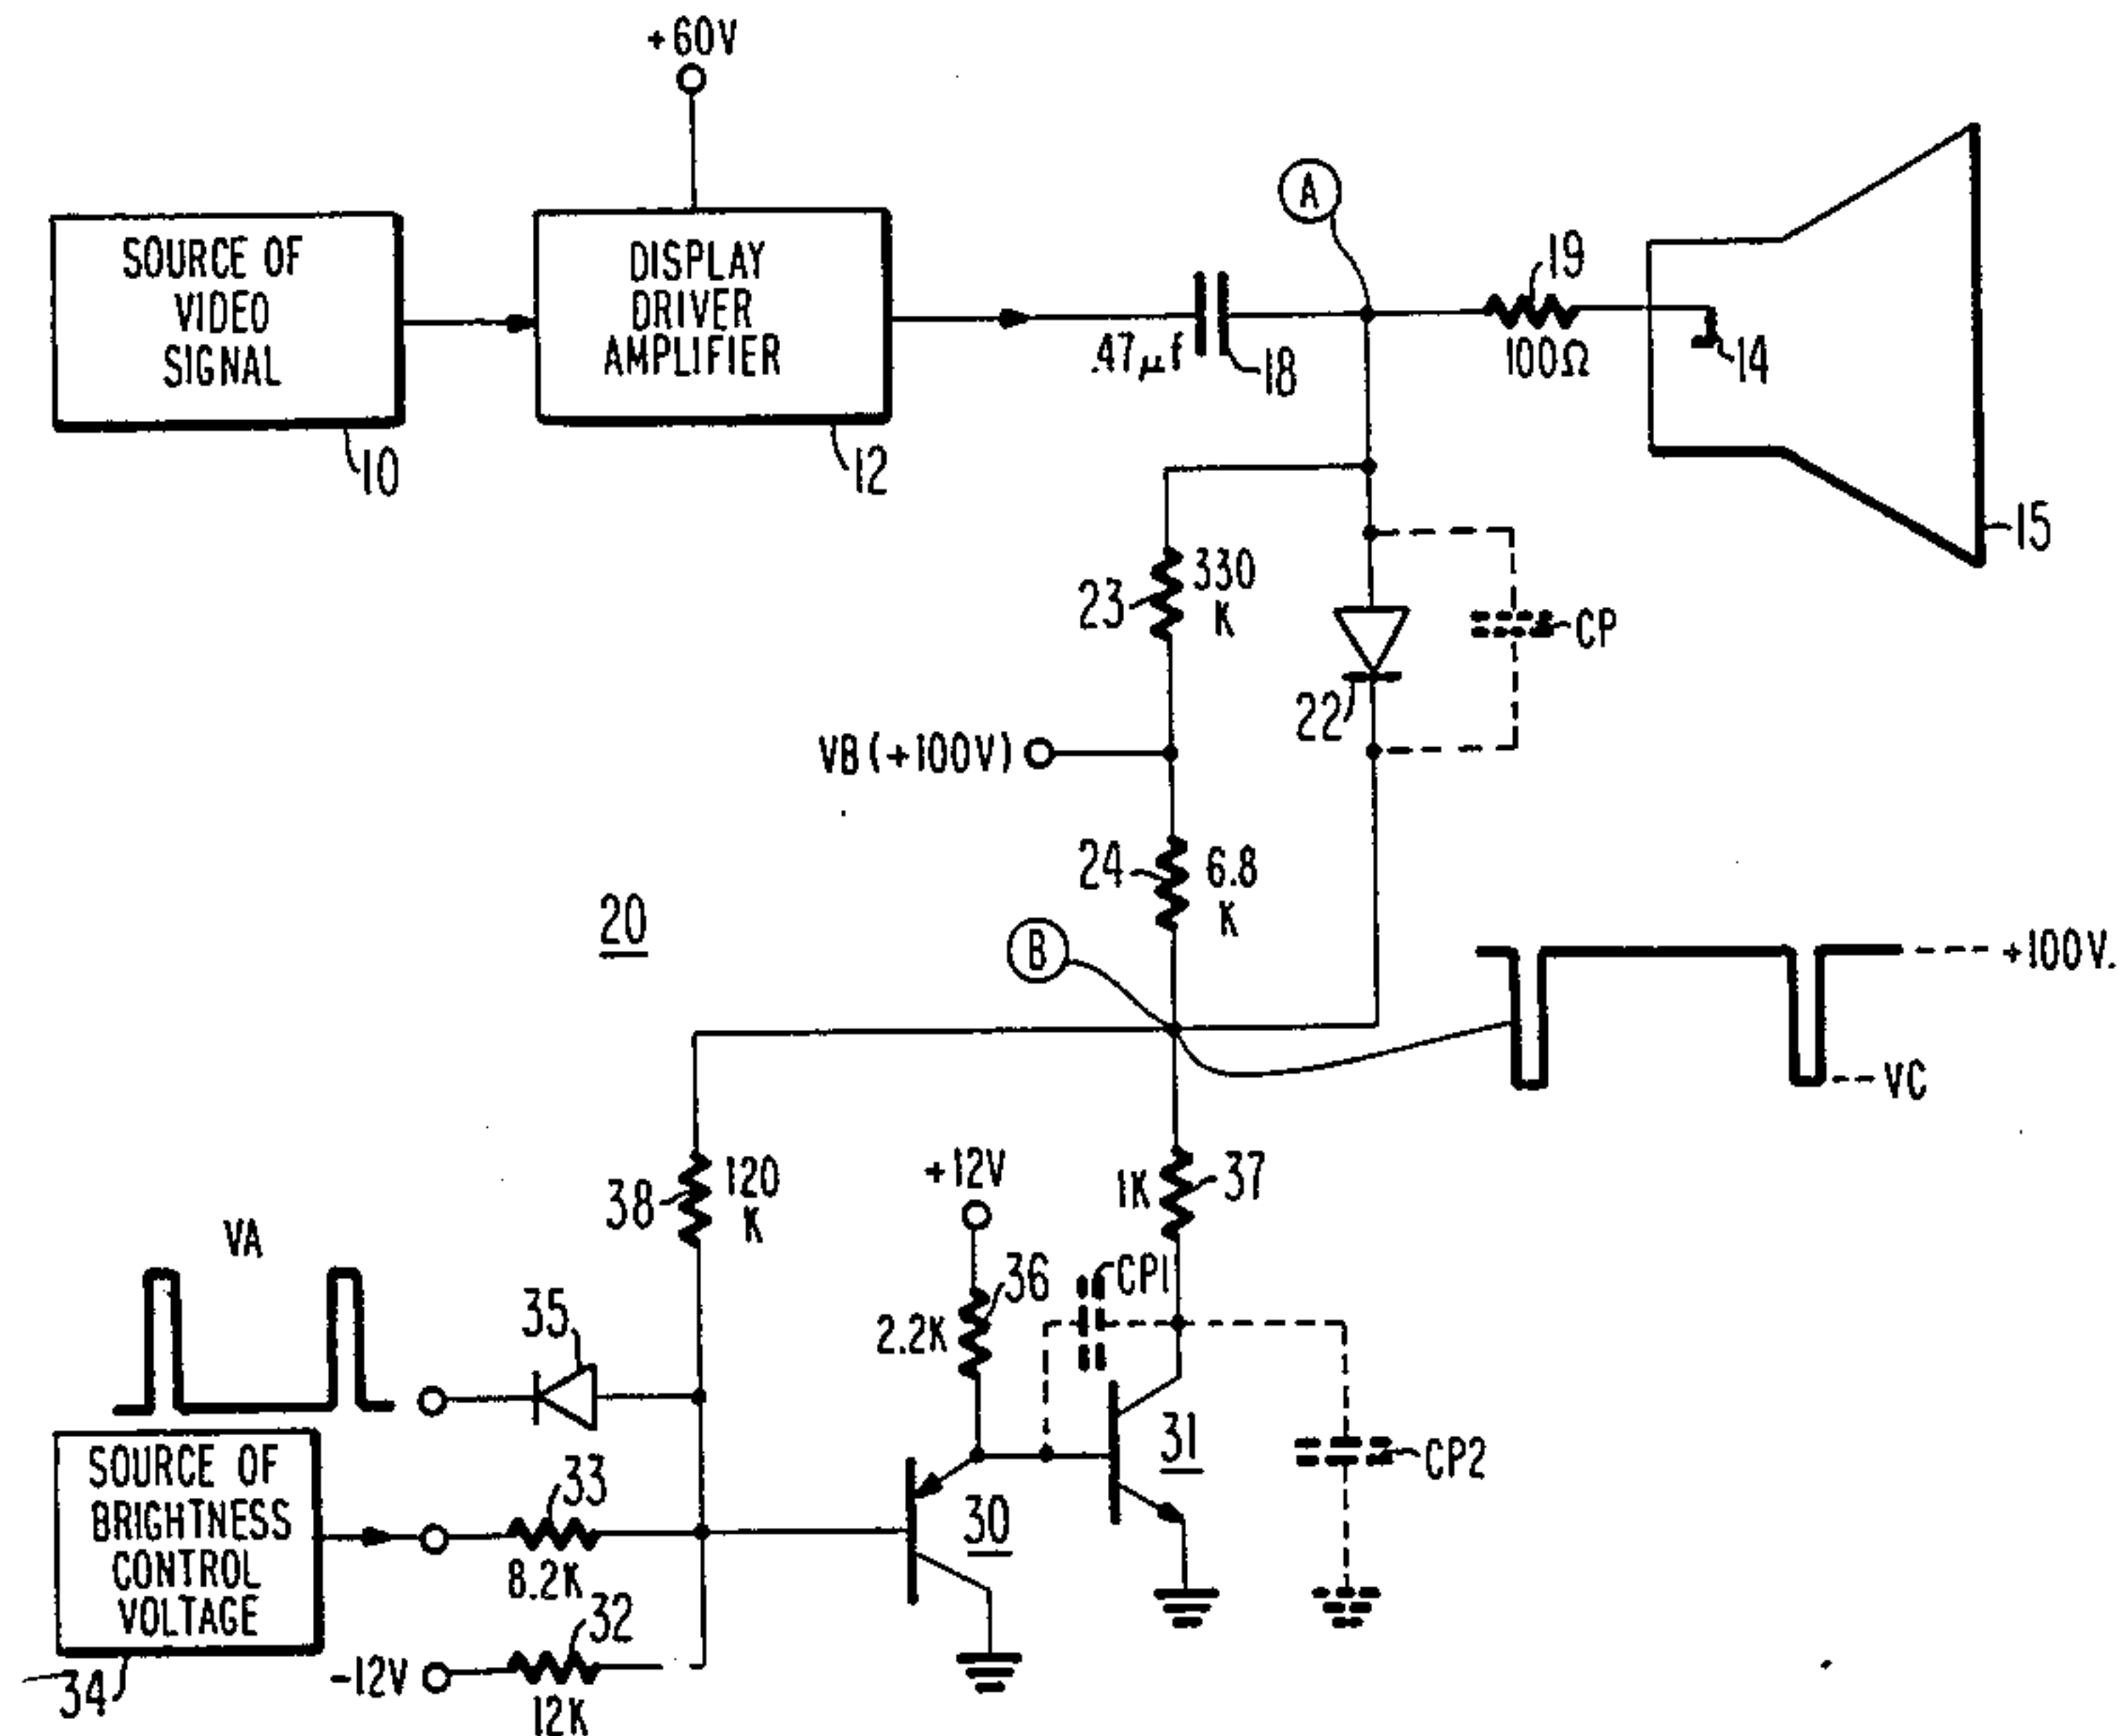 +60V
A
SOURCE OF
VIDEO
SIGNAL
10
DISPLAY
DRIVER
AMPLIFIER
12
.47μf
18
19
100Ω
14
15
23
330
K
22
CP
VB (+100V)
24
6.8
K
20
B
+100V.
VC
38
120
K
+12V
1K
37
VA
35
2.2K
36
CP1
31
CP2
SOURCE OF
BRIGHTNESS
CONTROL
VOLTAGE
34
33
8.2K
30
-12V
32
12K